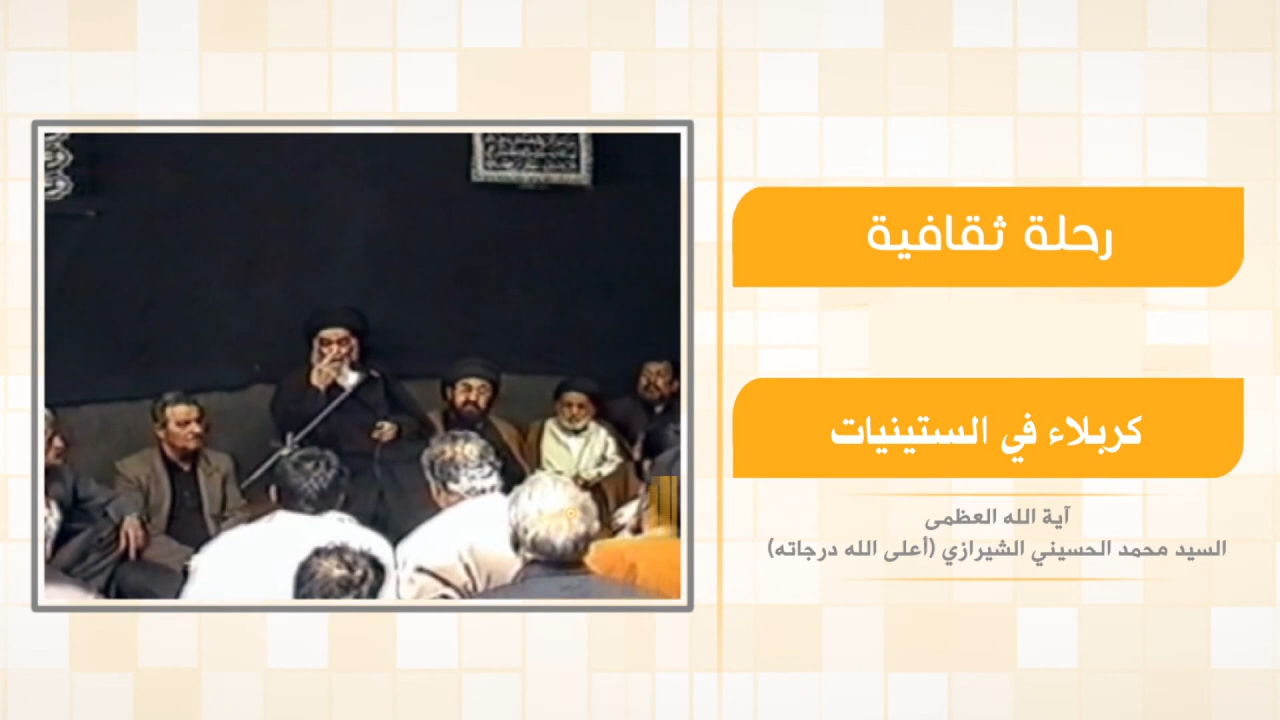 رحلة ثقافية
كربلاء في الستينيات
آية الله العظمى
السيد محمد الحسيني الشيرازي (أعلى الله درجاته)